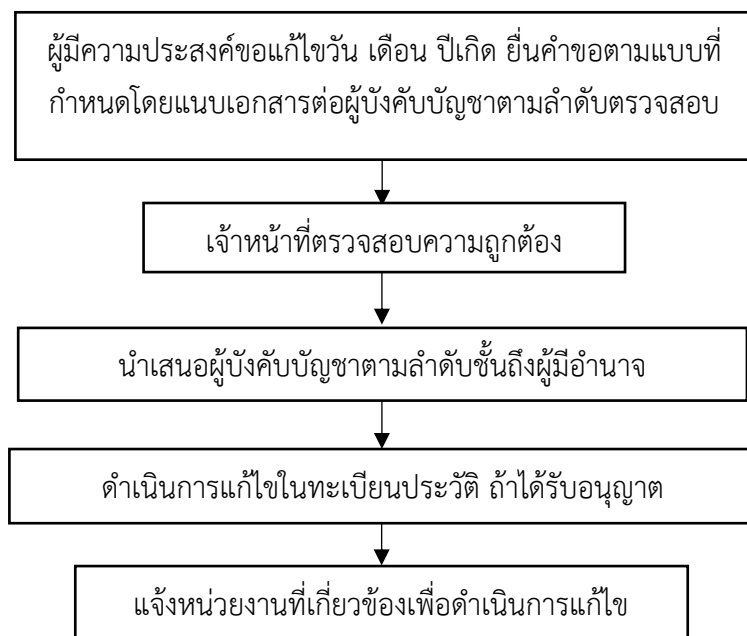 ผู้มีความประสงค์ขอแก้ไขวัน เดือน ปีเกิด ยื่นคำขอตามแบบที่
กำหนดโดยแนบเอกสารต่อผู้บังคับบัญชาตามลำดับตรวจสอบ
เจ้าหน้าที่ตรวจสอบความถูกต้อง
นำเสนอผู้บังคับบัญชาตามลำดับชั้นถึงผู้มีอำนาจ
ดำเนินการแก้ไขในทะเบียนประวัติ ถ้าได้รับอนุญาต
แจ้งหน่วยงานที่เกี่ยวข้องเพื่อดำเนินการแก้ไข